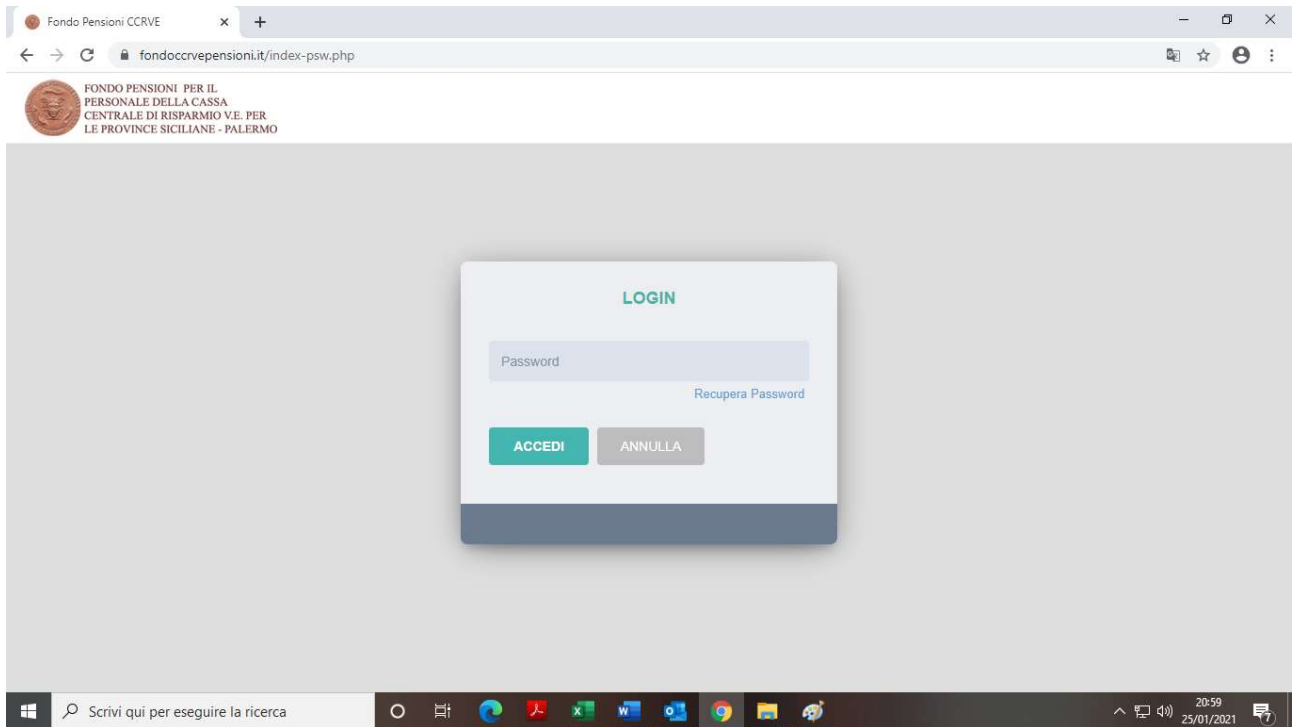 Fondo Pensioni CCRVE
fondoccrvepensioni.it/index-psw.php
FONDO PENSIONI PER IL
PERSONALE DELLA CASSA
CENTRALE DI RISPARMIO V.E. PER
LE PROVINCE SICILIANE - PALERMO
LOGIN
Password
Recupera Password
ACCEDI
ANNULLA
Scrivi qui per eseguire la ricerca
20:59
25/01/2021
7